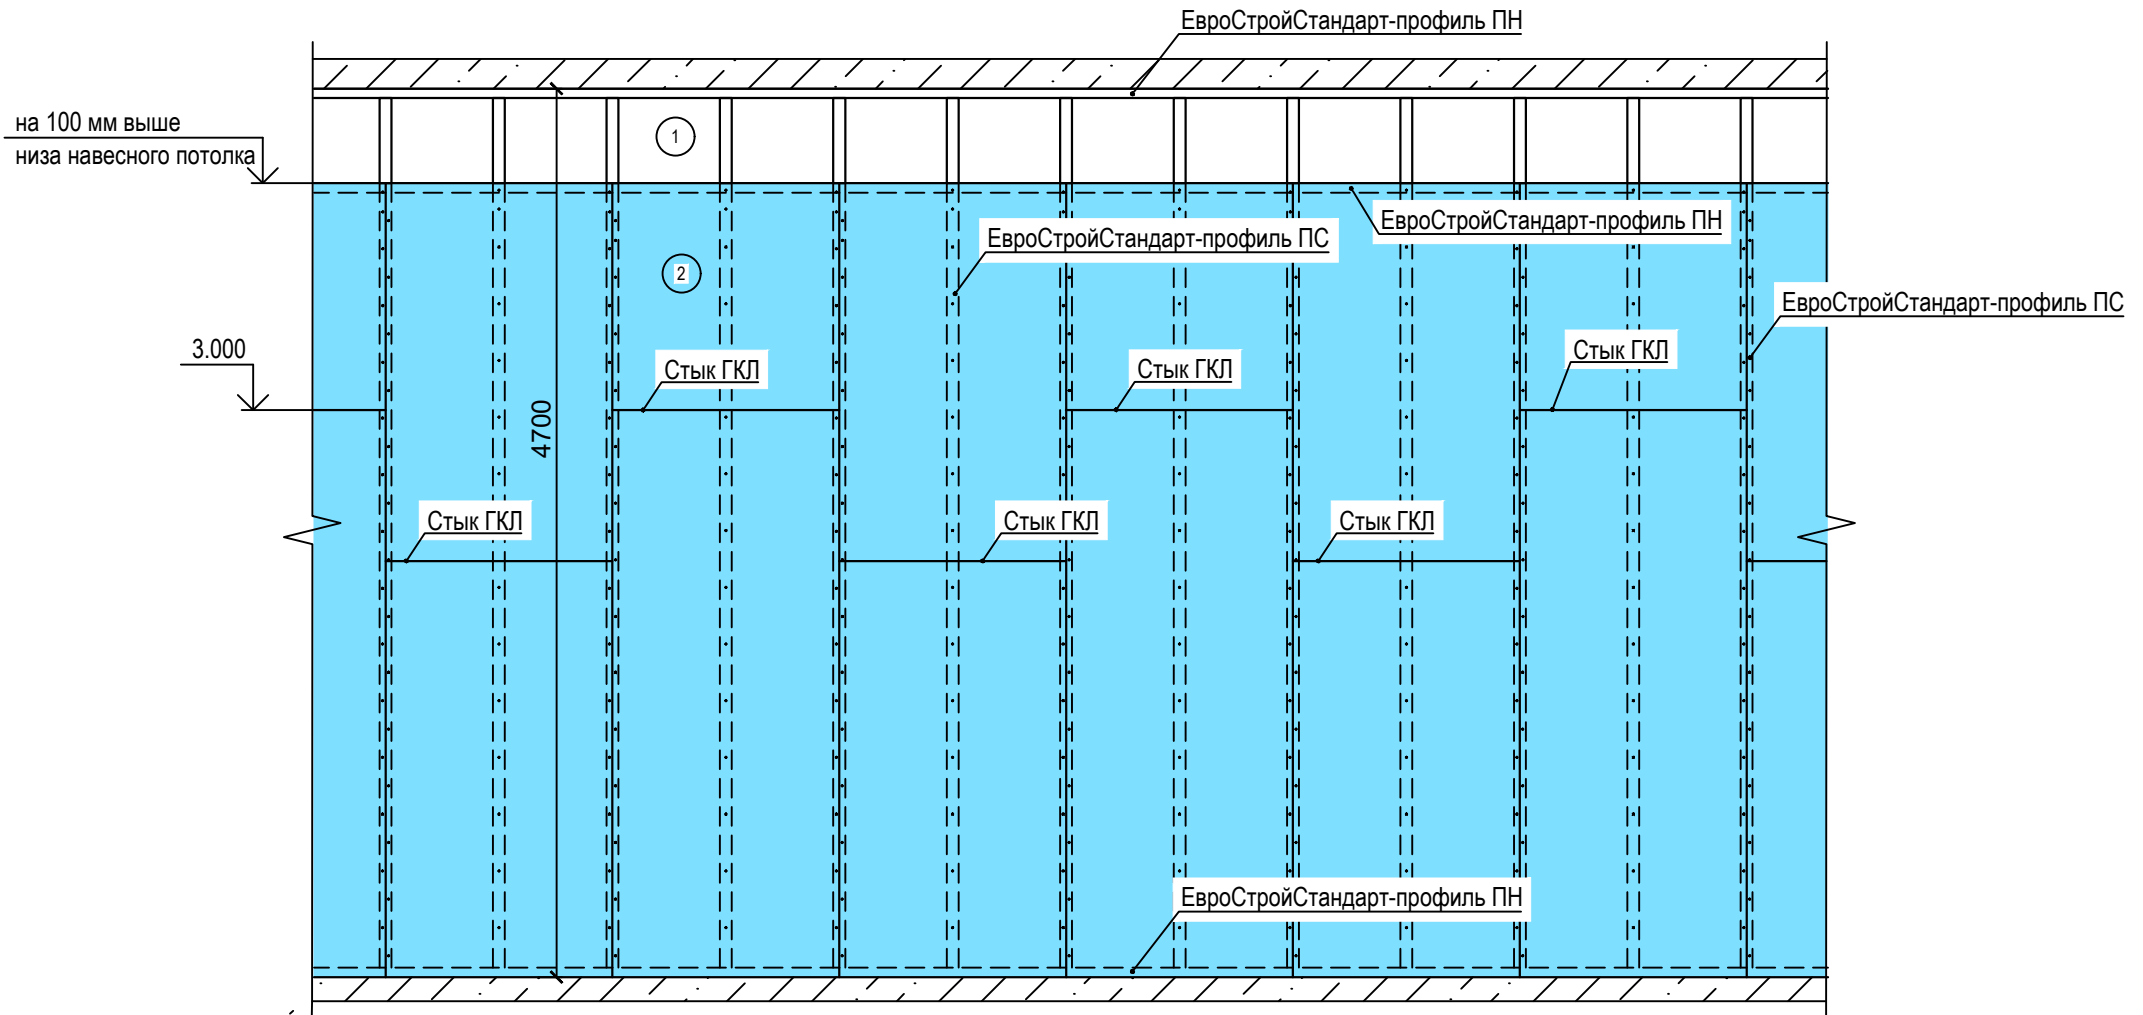 ЕвроСтройСтандарт-профиль ПН
на 100 мм выше
низа навесного потолка
1
ЕвроСтройСтандарт-профиль ПН
ЕвроСтройСтандарт-профиль ПС
2
ЕвроСтройСтандарт-профиль ПС
3.000
Стык ГКЛ
Стык ГКЛ
Стык ГКЛ
4700
Стык ГКЛ
Стык ГКЛ
Стык ГКЛ
ЕвроСтройСтандарт-профиль ПН